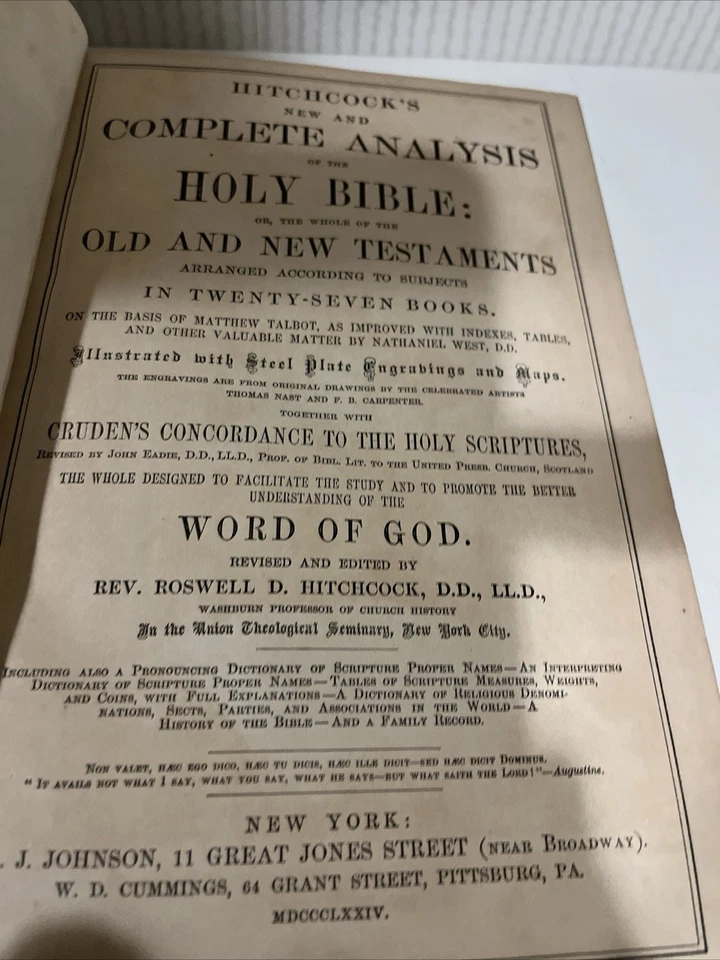 HITCHCOCK'S
NEW AND
COMPLETE ANALYSIS
OF THE
HOLY BIBLE:
OR, THE WHOLE OF THE
OLD AND NEW TESTAMENTS
ARRANGED ACCORDING TO SUBJECTS
IN TWENTY-SEVEN BOOKS.
ON THE BASIS OF MATTHEW TALBOT, AS IMPROVED WITH INDEXES, TABLES,
AND OTHER VALUABLE MATTER BY NATHANIEL WEST, D.D.
Illustrated with Steel Plate Engravings and Maps.
THE ENGRAVINGS ARE FROM ORIGINAL DRAWINGS BY THE CELEBRATED ARTISTS
THOMAS NAST AND F. B. CARPENTER.
TOGETHER WITH
CRUDEN'S CONCORDANCE TO THE HOLY SCRIPTURES,
REVISED BY JOHN EADIE, D.D., LL.D., PROF. OF BIBL. LIT. TO THE UNITED PRESB. CHURCH, SCOTLAND
THE WHOLE DESIGNED TO FACILITATE THE STUDY AND TO PROMOTE THE BETTER
UNDERSTANDING OF THE
WORD OF GOD.
REVISED AND EDITED BY
REV. ROSWELL D. HITCHCOCK, D.D., LL.D.,
WASHBURN PROFESSOR OF CHURCH HISTORY
In the Union Theological Seminary, New York City.
INCLUDING ALSO A PRONOUNCING DICTIONARY OF SCRIPTURE PROPER NAMES—AN INTERPRETING
DICTIONARY OF SCRIPTURE PROPER NAMES—TABLES OF SCRIPTURE MEASURES, WEIGHTS,
AND COINS, WITH FULL EXPLANATIONS—A DICTIONARY OF RELIGIOUS DENOMI-
NATIONS, SECTS, PARTIES, AND ASSOCIATIONS IN THE WORLD—A
HISTORY OF THE BIBLE—AND A FAMILY RECORD.
NON VALET, HÆC EGO DICO, HÆC TU DICIS, HÆC ILLE DICIT—SED HÆC DICIT DOMINUS.
"IT AVAILS NOT WHAT I SAY, WHAT YOU SAY, WHAT HE SAYS—BUT WHAT SAITH THE LORD!"—Augustine.
NEW YORK:
. J. JOHNSON, 11 GREAT JONES STREET (NEAR BROADWAY).
W. D. CUMMINGS, 64 GRANT STREET, PITTSBURG, PA.
MDCCCLXXIV.